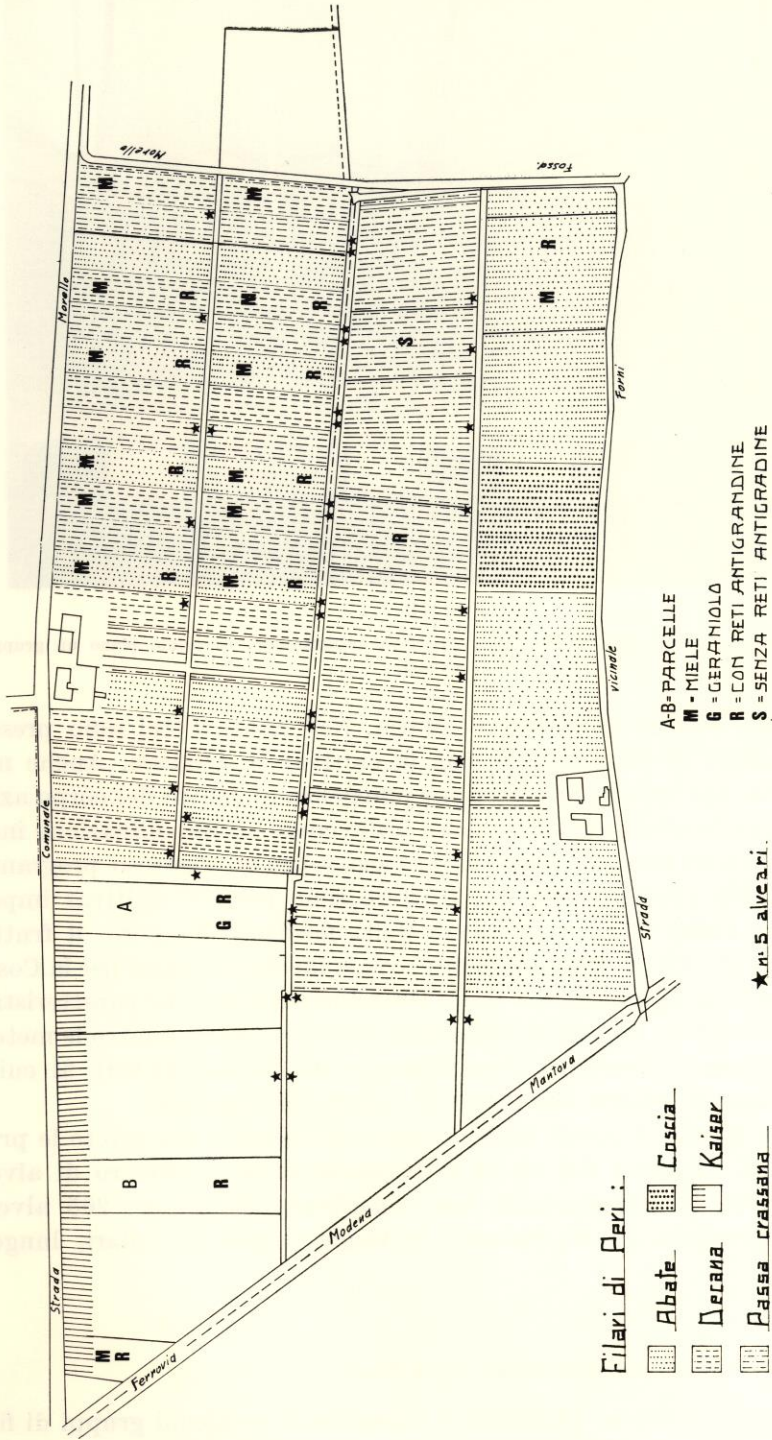 Strada
Comunale
Morello
Morello
Fossa
M
M
M
M
M
M
R
R
R
R
M
M
M
M
M
M
R
R
R
R
S
R
M
R
A
G R
B
R
M
R
Ferrovia
Modena
Mantova
Strada
vicinale
Forni
Filari di Peri :
Abate
Coscia
Decana
Kaiser
Passa crassana
★ n° 5 alveari
A-B=PARCELLE
M - MIELE
G = GERANIOLO
R = CON RETI ANTIGRANDINE
S = SENZA RETI ANTIGRADINE